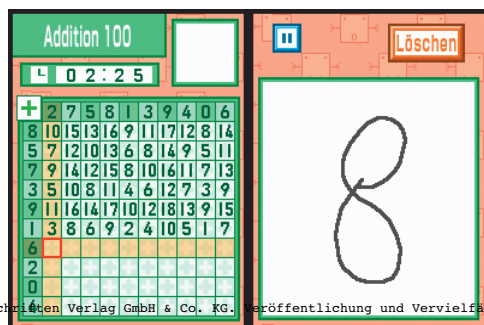 Addition 100
02:25
Löschen
+ 2 7 5 8 1 3 9 4 0 6
8 10 15 13 16 9 11 17 12 8 14
5 7 12 10 13 6 8 14 9 5 11
7 9 14 12 15 8 10 16 11 7 13
3 5 10 8 11 4 6 12 7 3 9
9 11 16 14 17 10 12 18 13 9 15
1 3 8 6 9 2 4 10 5 1 7
6
2
0
4
8
chriften Verlag GmbH & Co. KG. Veröffentlichung und Vervielfä